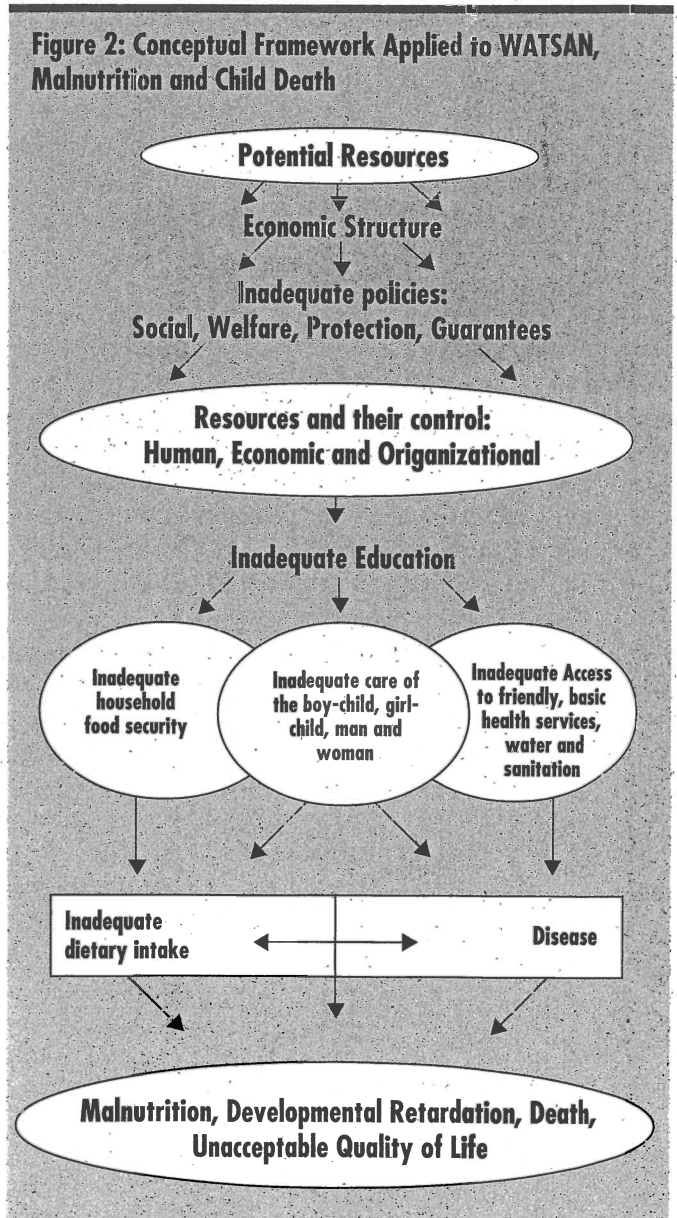 Figure 2: Conceptual Framework Applied to WATSAN,
Malnutrition and Child Death
Potential Resources
Economic Structure
Inadequate policies:
Social, Welfare, Protection, Guarantees
Resources and their control:
Human, Economic and Origanizational
Inadequate Education
Inadequate
household
food security
Inadequate care of
the boy-child, girl-
child, man and
woman
Inadequate Access
to friendly, basic
health services,
water and
sanitation
Inadequate
dietary intake
Disease
Malnutrition, Developmental Retardation, Death,
Unacceptable Quality of Life